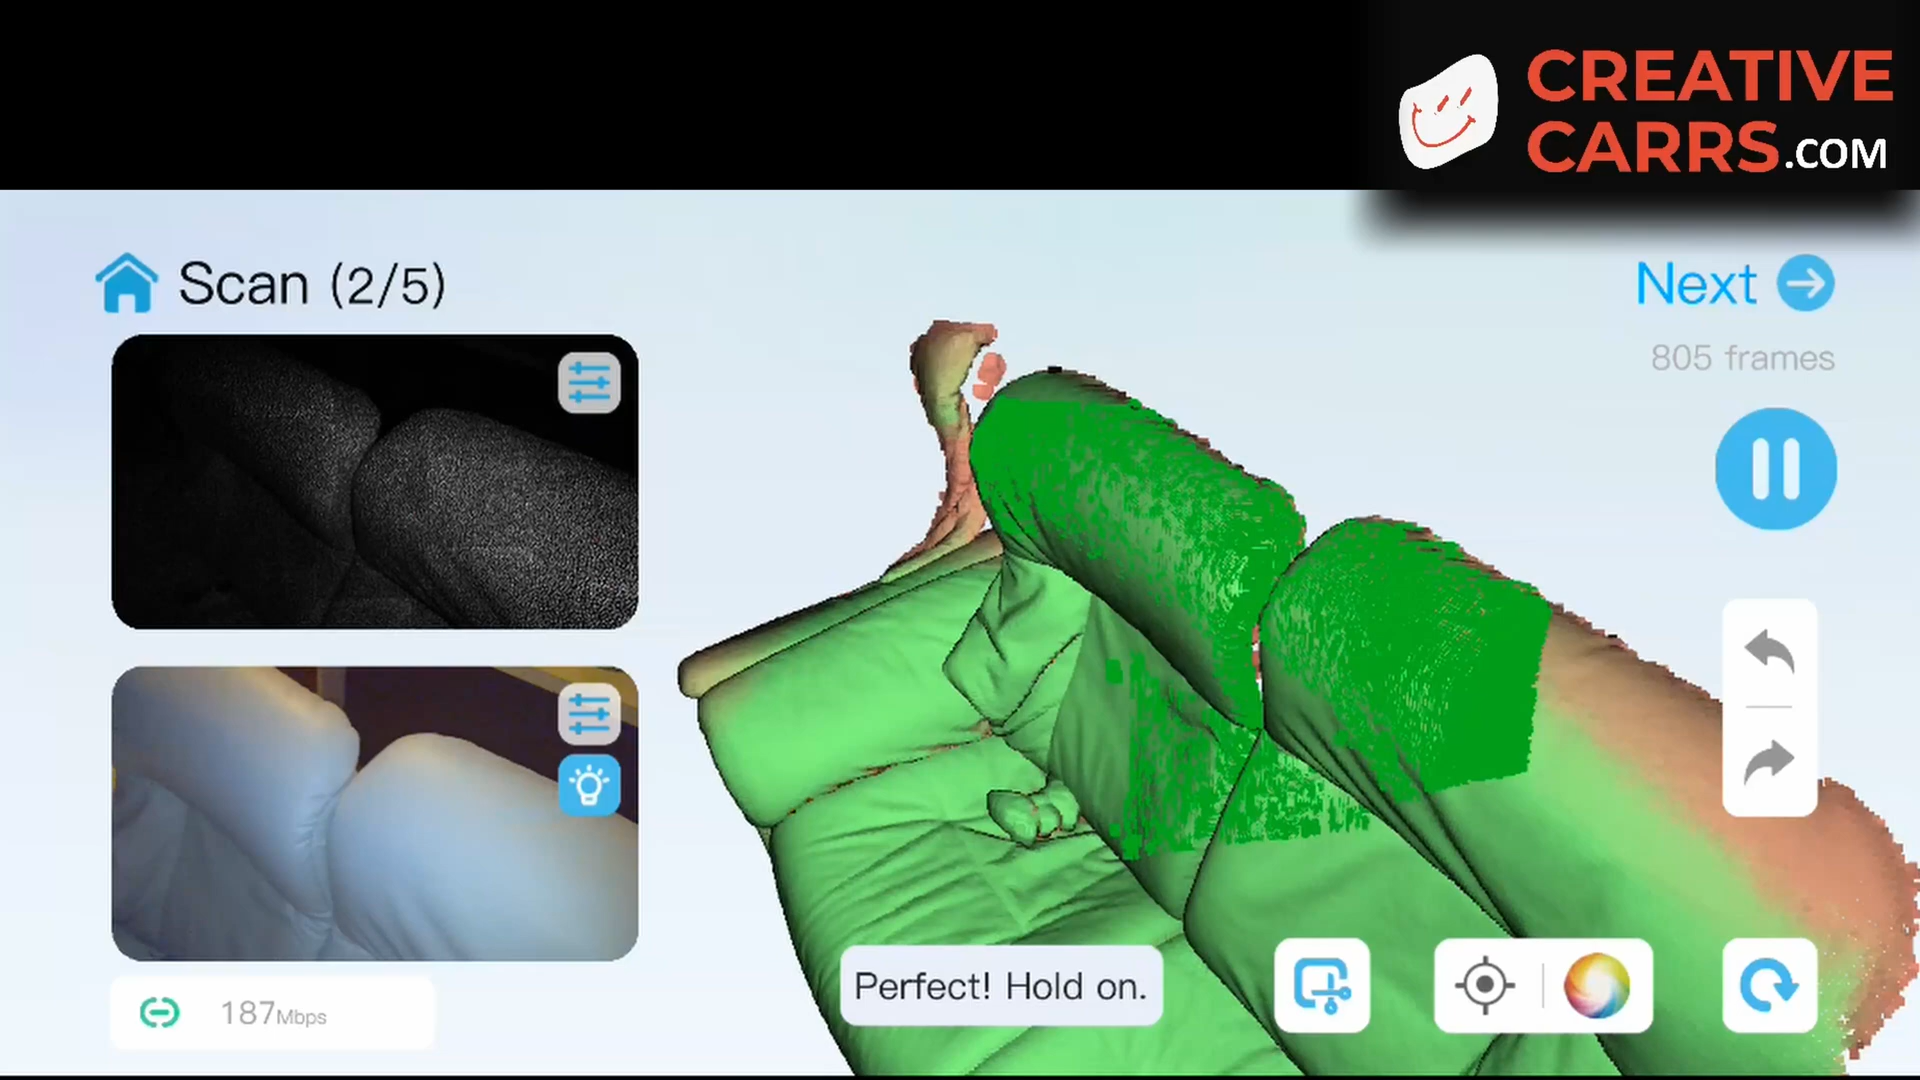 CREATIVE
CARRS.COM
Scan (2/5)
Next
805 frames
Perfect! Hold on.
187Mbps